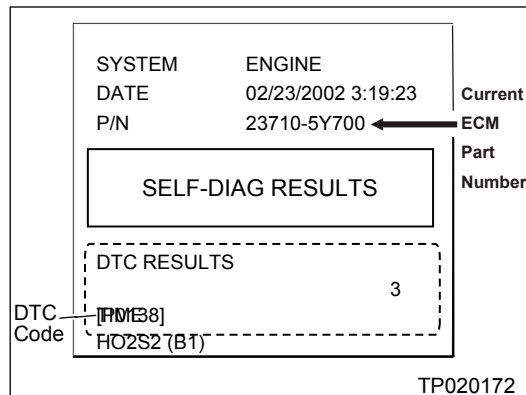 SYSTEM ENGINE
DATE 02/23/2002 3:19:23
P/N 23710-5Y700
Current
ECM
Part
Number
SELF-DIAG RESULTS
DTC RESULTS
3
DTC
Code
HO2S2 (B1)
TP020172